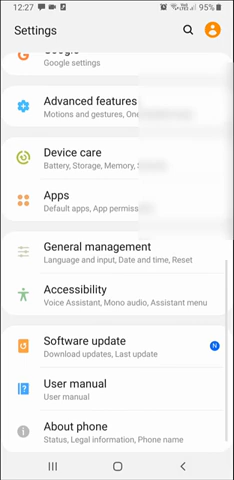 12:27
95%
Settings
Google
Google settings
Advanced features
Motions and gestures, One
Device care
Battery, Storage, Memory,
Apps
Default apps, App permiss
General management
Language and input, Date and time, Reset
Accessibility
Voice Assistant, Mono audio, Assistant menu
Software update
N
Download updates, Last update
User manual
User manual
About phone
Status, Legal information, Phone name